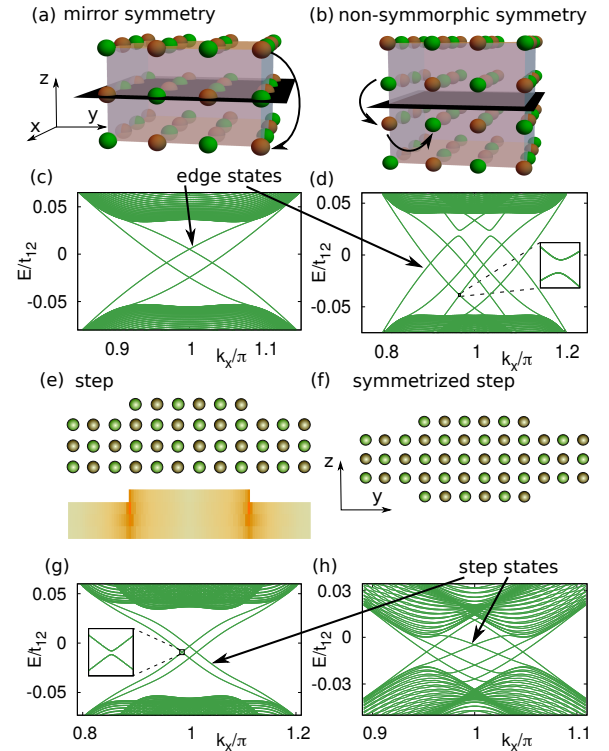 (a) mirror symmetry
(b) non-symmorphic symmetry
z
y
x
(c) edge states (d)
0.05
0
-0.05
E/t12
0.9 1 kx/π 1.1
0.05
0
-0.05
E/t12
0.8 1 kx/π 1.2
(e) step
(f) symmetrized step
z
y
(g) step states (h)
0.05
0
-0.05
E/t12
0.8 1 kx/π 1.2
0.03
0
-0.03
E/t12
0.9 1 kx/π 1.1